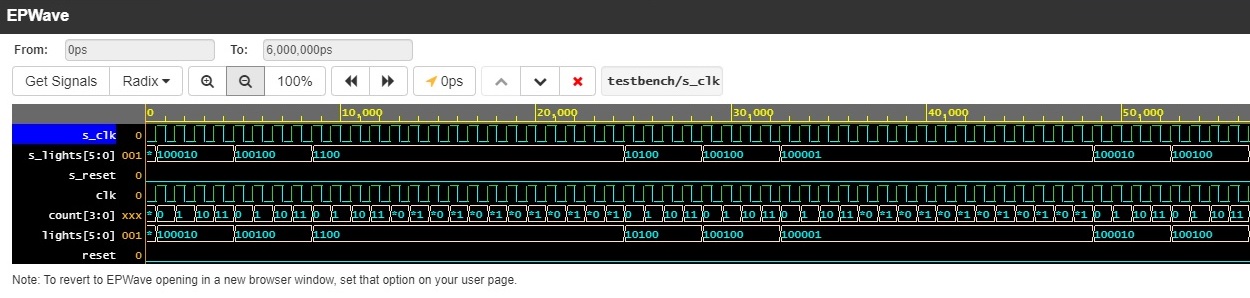 EPWave
From: 0ps To: 6,000,000ps
Get Signals Radix 100% 0ps testbench/s_clk
0 10,000 20,000 30,000 40,000 50,000
s_clk 0
s_lights[5:0] 001 * 100010 100100 1100 10100 100100 100001 100010 100100
s_reset 0
clk 0
count[3:0] xxx * 0 1 10 11 0 1 10 11 0 1 10 11 *0 *1 *0 *1 *0 *1 *0 *1 *0 *1 *0 *1 0 1 10 11 0 1 10 11 0 1 10 11 *0 *1 *0 *1 *0 *1 *0 *1 *0 *1 *0 *1 0 1 10 11 0 1 10 11
lights[5:0] 001 * 100010 100100 1100 10100 100100 100001 100010 100100
reset 0
Note: To revert to EPWave opening in a new browser window, set that option on your user page.